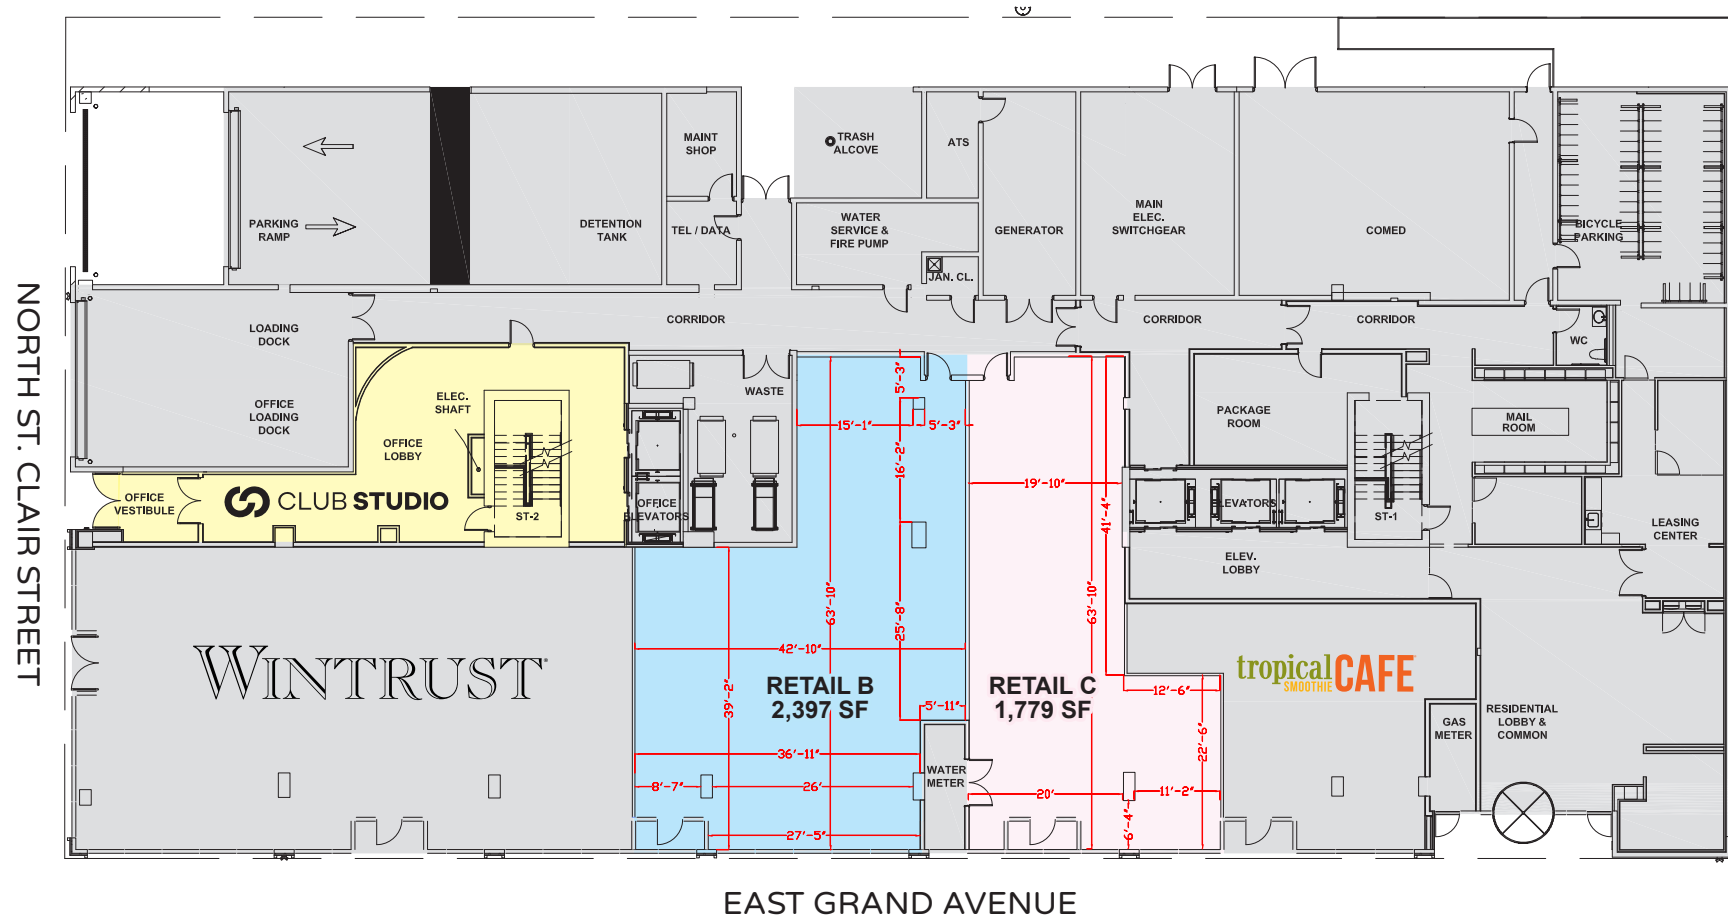 MAINT
SHOP
TRASH
ALCOVE
ATS
PARKING
RAMP
DETENTION
TANK
TEL / DATA
WATER
SERVICE &
FIRE PUMP
GENERATOR
MAIN
ELEC.
SWITCHGEAR
COMED
BICYCLE
PARKING
JAN. CL.
LOADING
DOCK
CORRIDOR
CORRIDOR
CORRIDOR
WC
OFFICE
LOADING
DOCK
ELEC.
SHAFT
OFFICE
LOBBY
WASTE
PACKAGE
ROOM
MAIL
ROOM
OFFICE
VESTIBULE
CLUB STUDIO
ST-2
OFFICE
ELEVATORS
ELEVATORS
ST-1
LEASING
CENTER
ELEV.
LOBBY
5'-3"
15'-1"
5'-3"
16'-2"
19'-10"
41'-4"
63'-10"
63'-10"
25'-8"
42'-10"
39'-2"
WINTRUST
RETAIL B
2,397 SF
RETAIL C
1,779 SF
tropical
SMOOTHIE
CAFE
12'-6"
5'-11"
22'-6"
36'-11"
WATER
METER
GAS
METER
RESIDENTIAL
LOBBY &
COMMON
8'-7"
26'
20'
11'-2"
6'-4"
27'-5"
NORTH ST. CLAIR STREET
EAST GRAND AVENUE